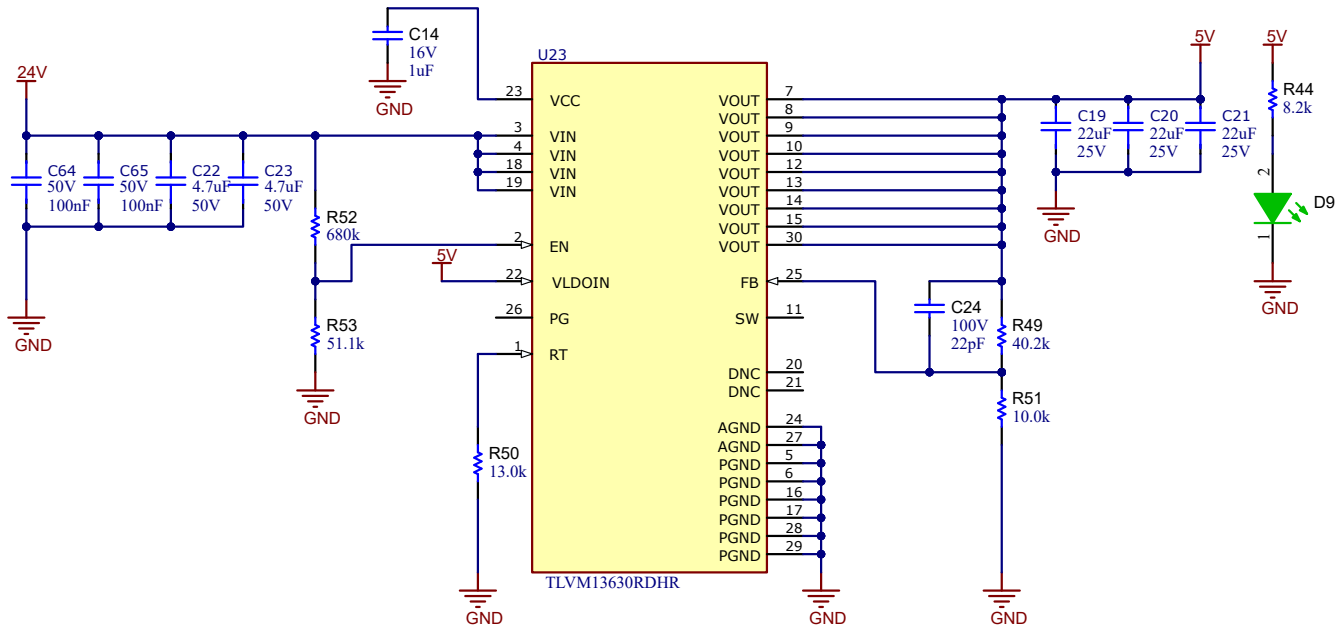 C14
16V
1uF
GND
24V
C64
50V
100nF
C65
50V
100nF
C22
4.7uF
50V
C23
4.7uF
50V
GND
R52
680k
R53
51.1k
GND
5V
R50
13.0k
GND
U23
23 VCC
3 VIN
4 VIN
18 VIN
19 VIN
2 EN
22 VLDOIN
26 PG
1 RT
VOUT 7
VOUT 8
VOUT 9
VOUT 10
VOUT 12
VOUT 13
VOUT 14
VOUT 15
VOUT 30
FB 25
SW 11
DNC 20
DNC 21
AGND 24
AGND 27
PGND 5
PGND 6
PGND 16
PGND 17
PGND 28
PGND 29
TLVM13630RDHR
GND
C24
100V
22pF
R49
40.2k
R51
10.0k
GND
5V
C19
22uF
25V
C20
22uF
25V
C21
22uF
25V
GND
5V
R44
8.2k
2
D9
1
GND